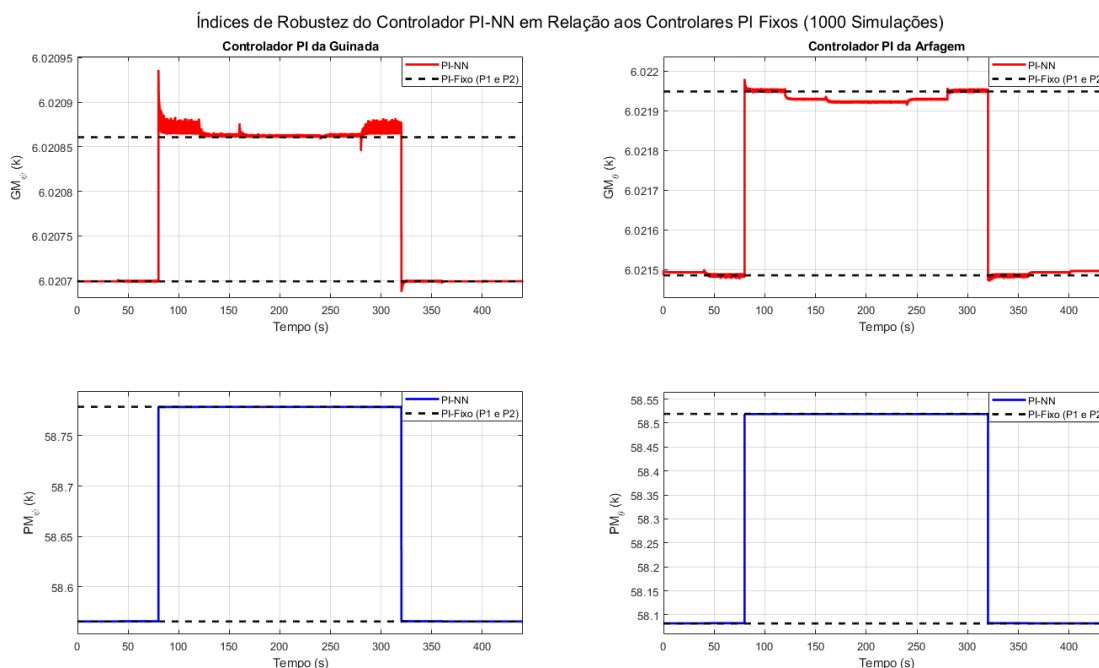 Índices de Robustez do Controlador PI-NN em Relação aos Controlares PI Fixos (1000 Simulações)
Controlador PI da Guinada
6.02095
6.0209
6.02085
6.0208
6.02075
6.0207
GMψ (k)
PI-NN
PI-Fixo (P1 e P2)
0 50 100 150 200 250 300 350 400
Tempo (s)
Controlador PI da Arfagem
6.022
6.0219
6.0218
6.0217
6.0216
6.0215
GMθ (k)
PI-NN
PI-Fixo (P1 e P2)
0 50 100 150 200 250 300 350 400
Tempo (s)
58.75
58.7
58.65
58.6
PMψ (k)
PI-NN
PI-Fixo (P1 e P2)
0 50 100 150 200 250 300 350 400
Tempo (s)
58.55
58.5
58.45
58.4
58.35
58.3
58.25
58.2
58.15
58.1
PMθ (k)
PI-NN
PI-Fixo (P1 e P2)
0 50 100 150 200 250 300 350 400
Tempo (s)